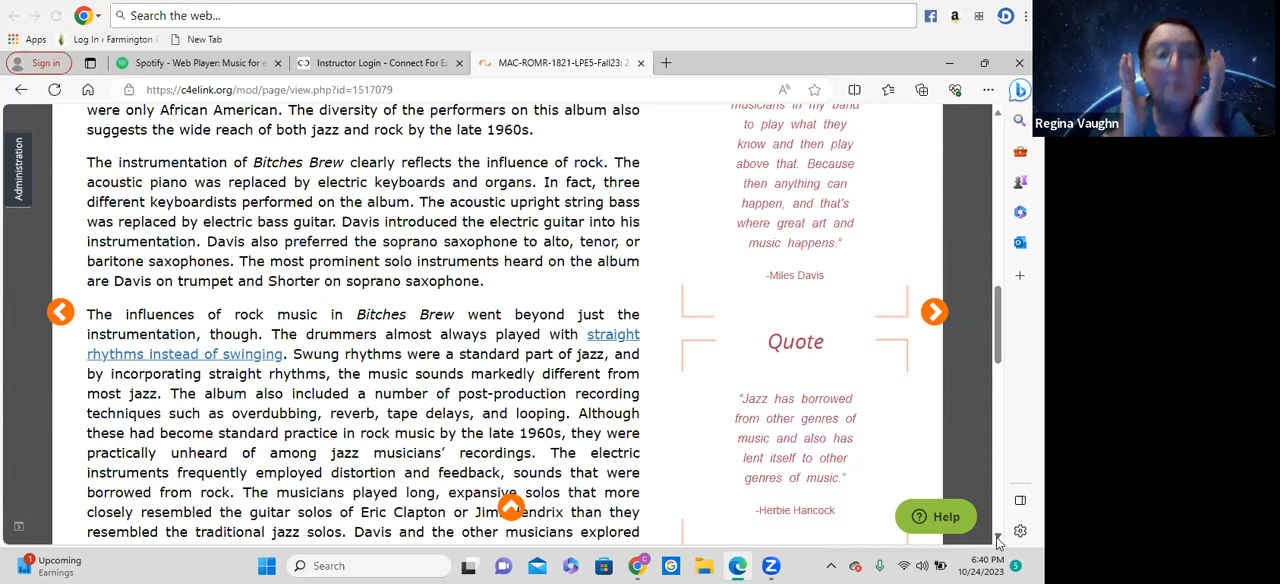 Search the web...
Apps
Log In ‹ Farmington
New Tab
Sign in
Spotify - Web Player: Music for e
Instructor Login - Connect For Ea
MAC-ROMR-1821-LPE5-Fall23: 2
https://c4elink.org/mod/page/view.php?id=1517079
Regina Vaughn
Administration
were only African American. The diversity of the performers on this album also
suggests the wide reach of both jazz and rock by the late 1960s.
The instrumentation of Bitches Brew clearly reflects the influence of rock. The
acoustic piano was replaced by electric keyboards and organs. In fact, three
different keyboardists performed on the album. The acoustic upright string bass
was replaced by electric bass guitar. Davis introduced the electric guitar into his
instrumentation. Davis also preferred the soprano saxophone to alto, tenor, or
baritone saxophones. The most prominent solo instruments heard on the album
are Davis on trumpet and Shorter on soprano saxophone.
The influences of rock music in Bitches Brew went beyond just the
instrumentation, though. The drummers almost always played with straight
rhythms instead of swinging. Swung rhythms were a standard part of jazz, and
by incorporating straight rhythms, the music sounds markedly different from
most jazz. The album also included a number of post-production recording
techniques such as overdubbing, reverb, tape delays, and looping. Although
these had become standard practice in rock music by the late 1960s, they were
practically unheard of among jazz musicians’ recordings. The electric
instruments frequently employed distortion and feedback, sounds that were
borrowed from rock. The musicians played long, expansive solos that more
closely resembled the guitar solos of Eric Clapton or Jimi Hendrix than they
resembled the traditional jazz solos. Davis and the other musicians explored
musicians in my band
to play what they
know and then play
above that. Because
then anything can
happen, and that’s
where great art and
music happens.”
-Miles Davis
Quote
“Jazz has borrowed
from other genres of
music and also has
lent itself to other
genres of music.”
-Herbie Hancock
Help
Upcoming
Earnings
1
Search
6:40 PM
10/24/2023
5